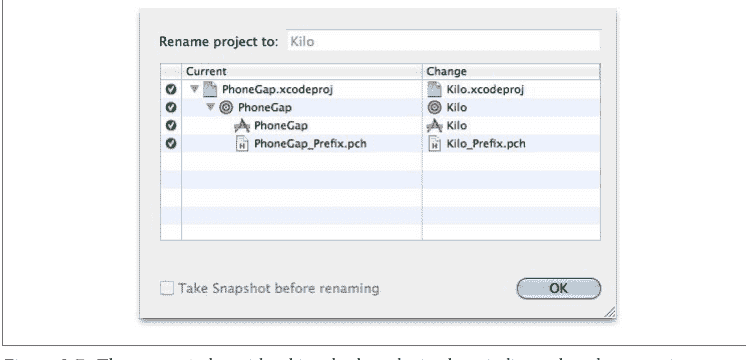 Rename project to: Kilo
Current Change
PhoneGap.xcodeproj Kilo.xcodeproj
PhoneGap Kilo
PhoneGap Kilo
PhoneGap_Prefix.pch Kilo_Prefix.pch
Take Snapshot before renaming OK